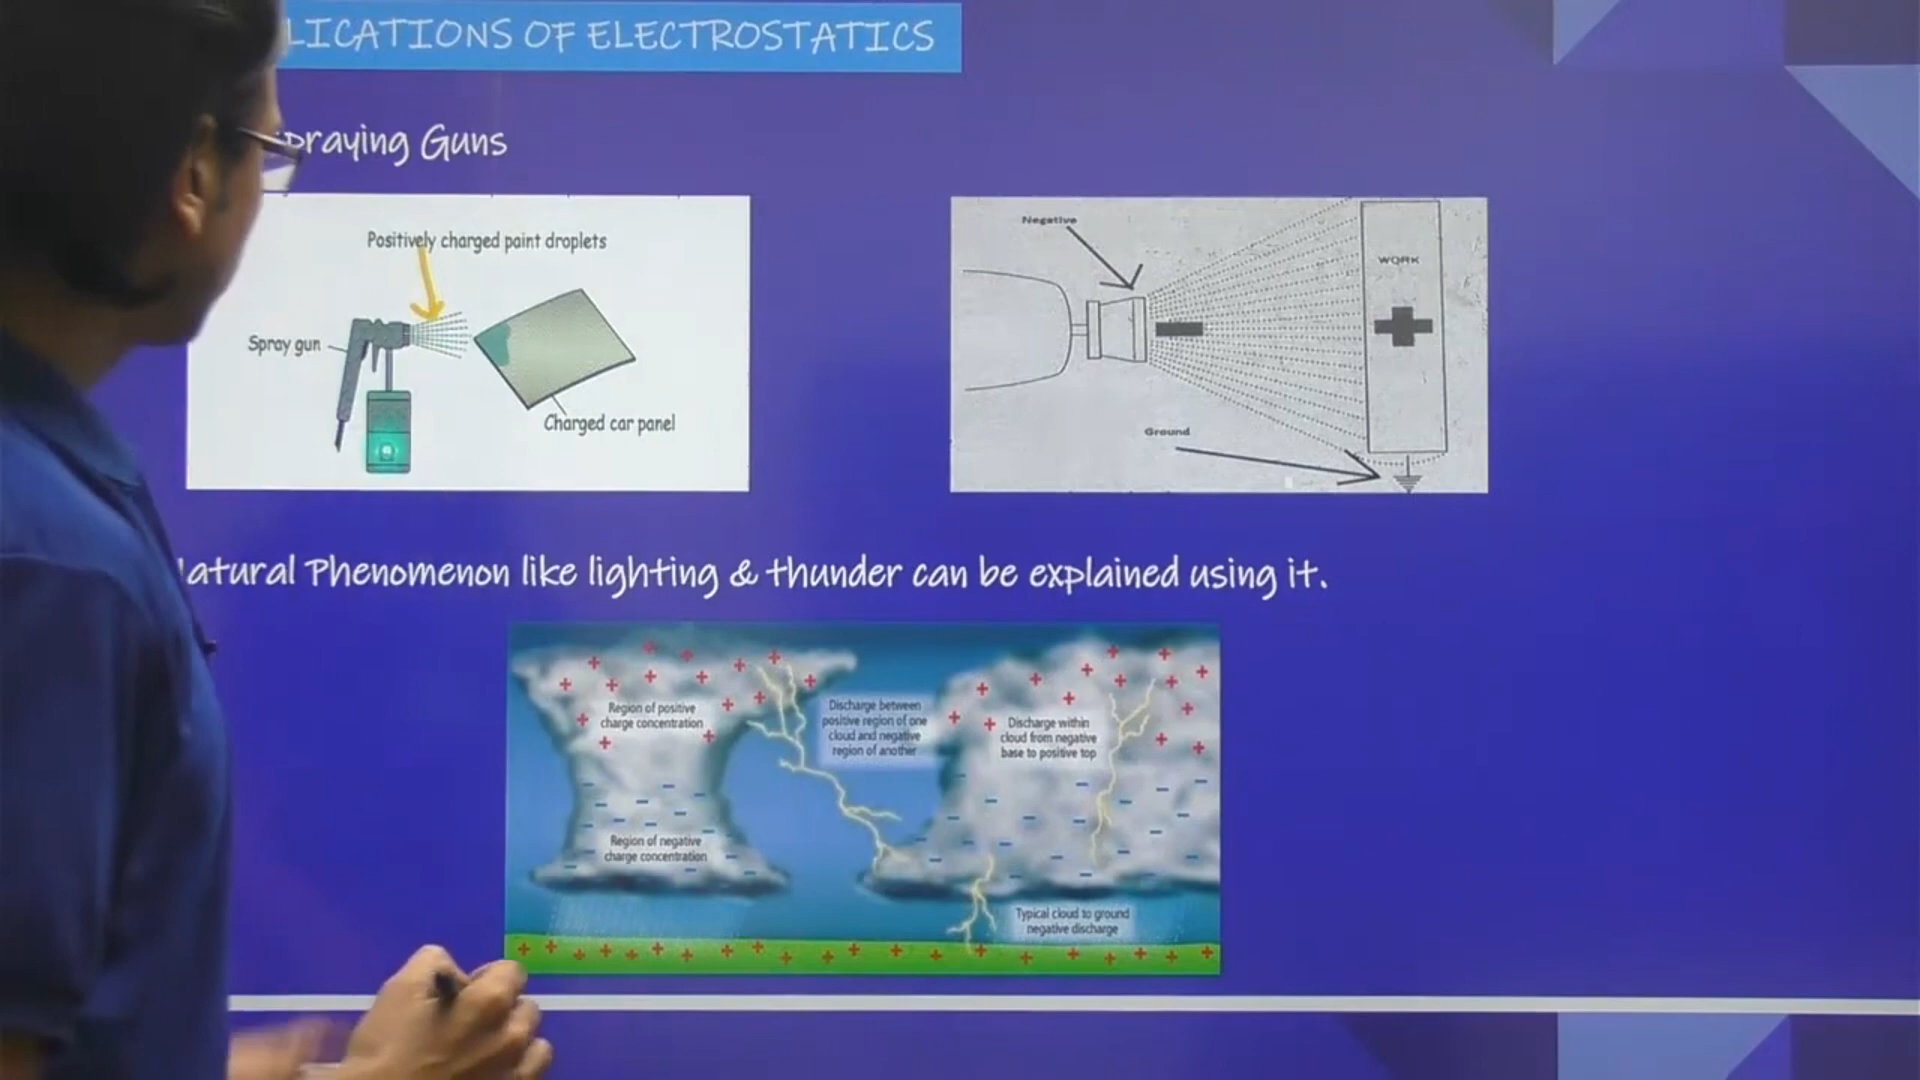 LICATIONS OF ELECTROSTATICS
praying Guns
Positively charged paint droplets
Spray gun
Charged car panel
Negative
WORK
Ground
atural Phenomenon like lighting & thunder can be explained using it.
Region of positive
charge concentration
Discharge between
positive region of one
cloud and negative
region of another
Discharge within
cloud from negative
base to positive top
Region of negative
charge concentration
Typical cloud to ground
negative discharge